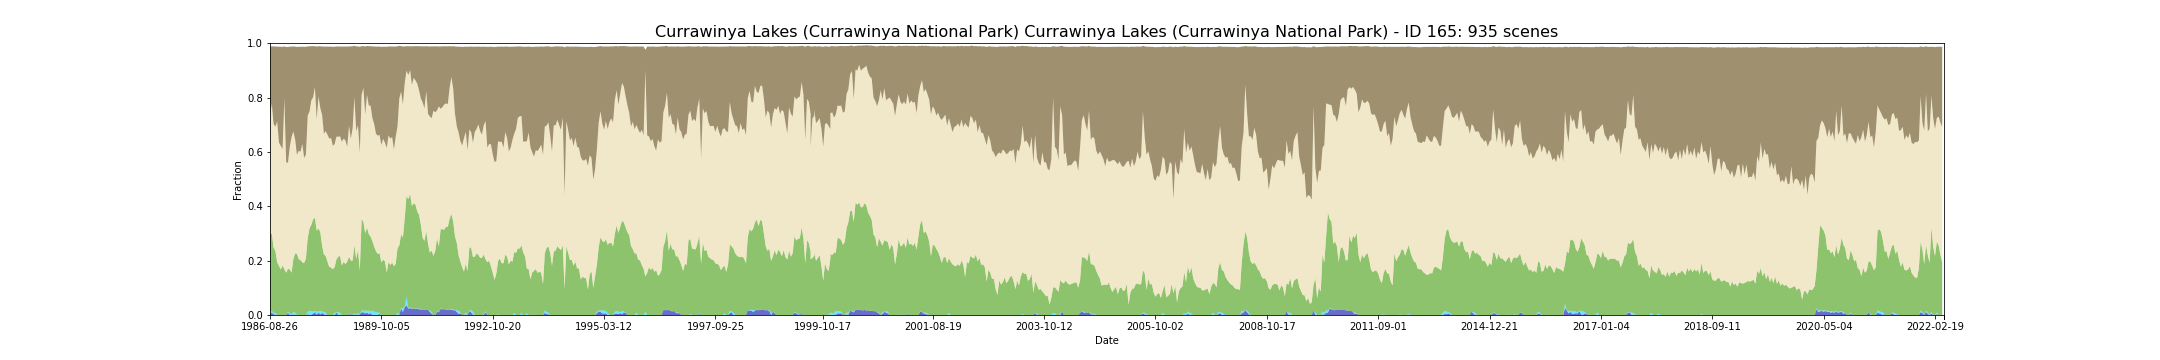 Currawinya Lakes (Currawinya National Park) Currawinya Lakes (Currawinya National Park) - ID 165: 935 scenes
1.0
0.8
0.6
0.4
0.2
0.0
Fraction
1986-08-26 1989-10-05 1992-10-20 1995-03-12 1997-09-25 1999-10-17 2001-08-19 2003-10-12 2005-10-02 2008-10-17 2011-09-01 2014-12-21 2017-01-04 2018-09-11 2020-05-04 2022-02-19
Date